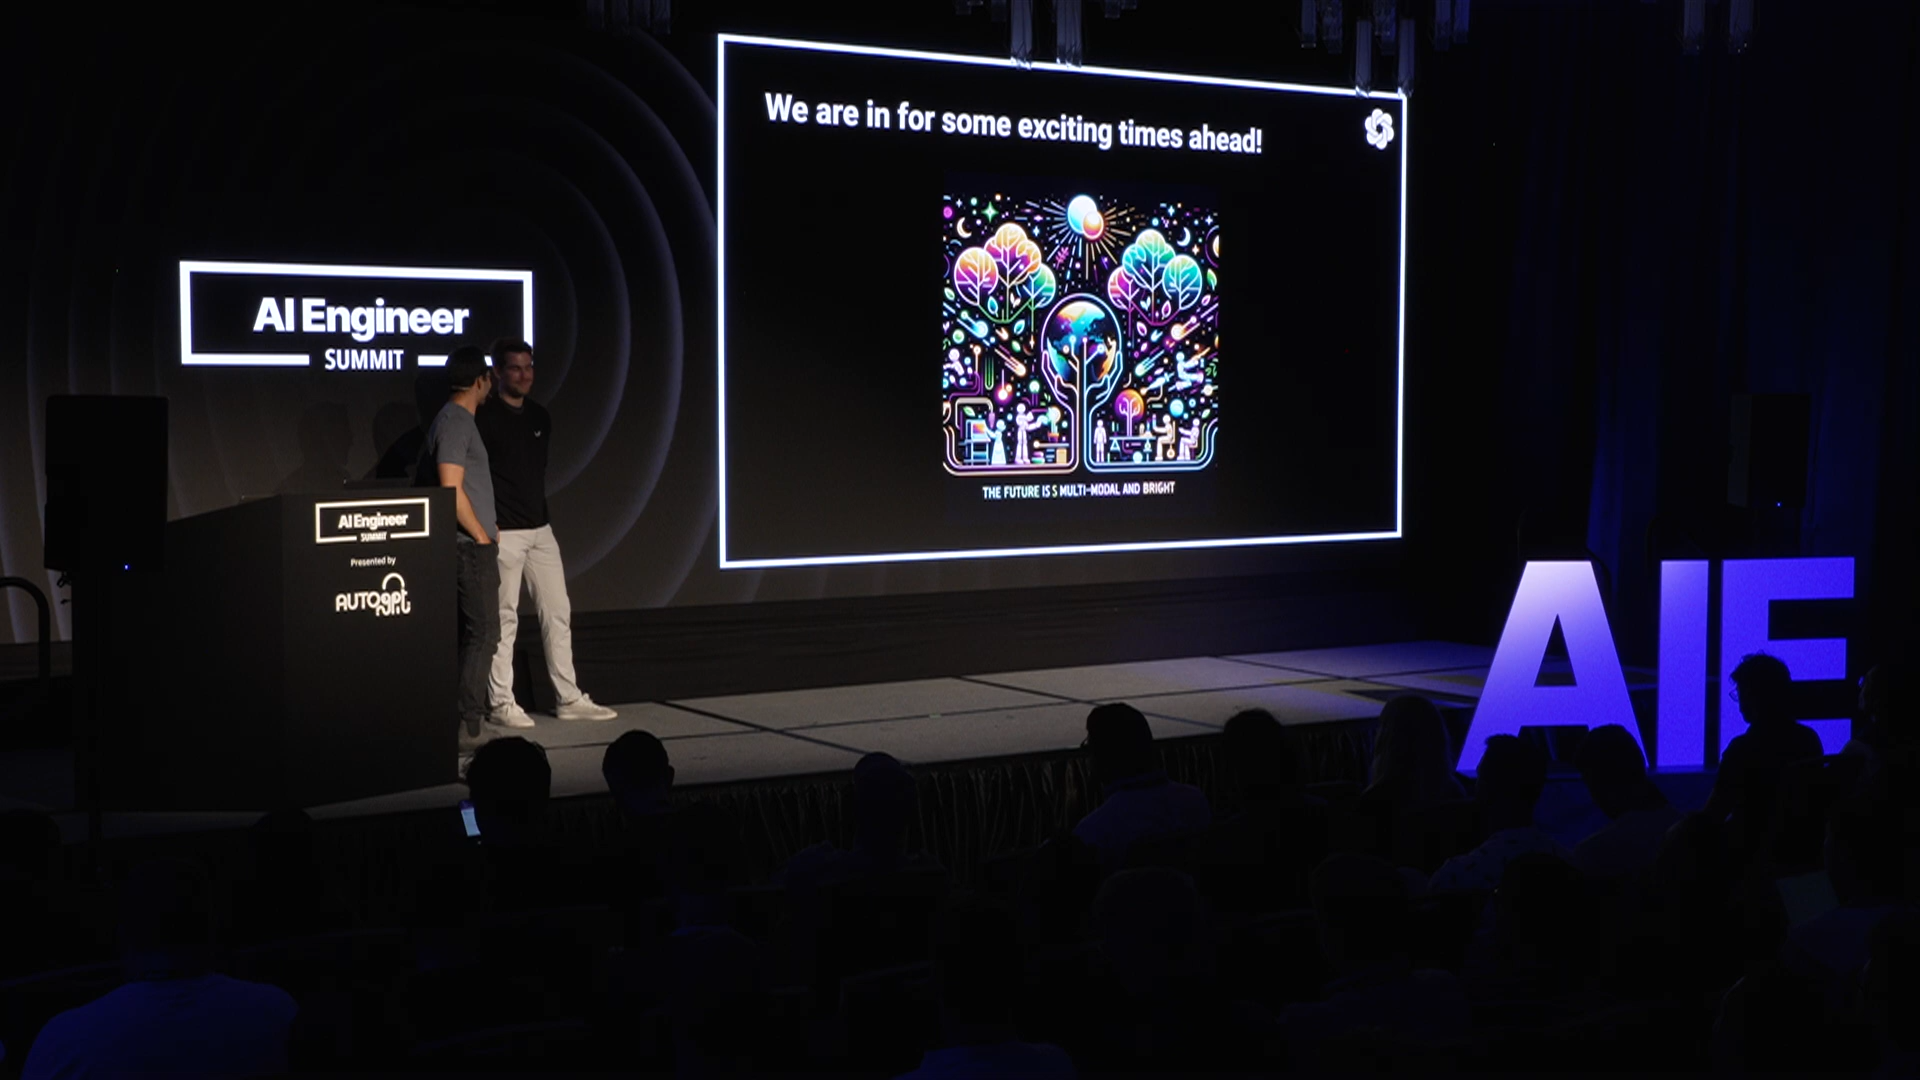 We are in for some exciting times ahead!
THE FUTURE IS S MULTI-MODAL AND BRIGHT
AI Engineer
SUMMIT
AI Engineer
SUMMIT
Presented by
AUTOgpt
AIE